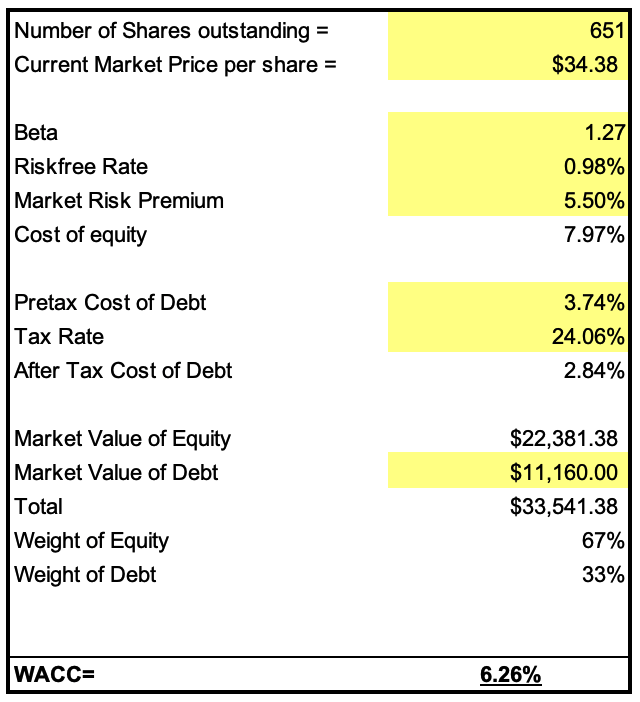 Number of Shares outstanding = 651
Current Market Price per share = $34.38
Beta 1.27
Riskfree Rate 0.98%
Market Risk Premium 5.50%
Cost of equity 7.97%
Pretax Cost of Debt 3.74%
Tax Rate 24.06%
After Tax Cost of Debt 2.84%
Market Value of Equity $22,381.38
Market Value of Debt $11,160.00
Total $33,541.38
Weight of Equity 67%
Weight of Debt 33%
WACC= 6.26%